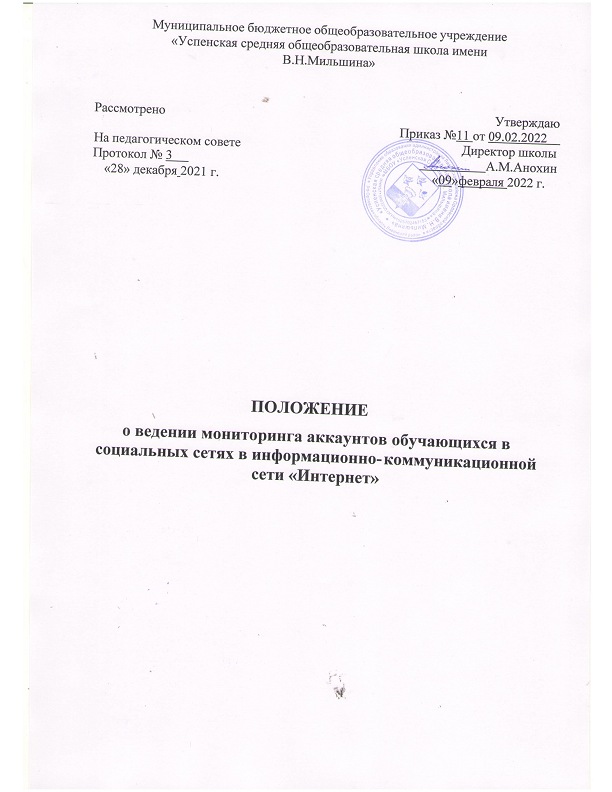 Муниципальное бюджетное общеобразовательное учреждение
«Успенская средняя общеобразовательная школа имени
В.Н.Мильшина»
Рассмотрено
На педагогическом совете
Протокол № 3
«28» декабря 2021 г.
Утверждаю
Приказ №11 от 09.02.2022
Директор школы
А.М.Анохин
«09»февраля 2022 г.
ПОЛОЖЕНИЕ
о ведении мониторинга аккаунтов обучающихся в
социальных сетях в информационно-коммуникационной
сети «Интернет»